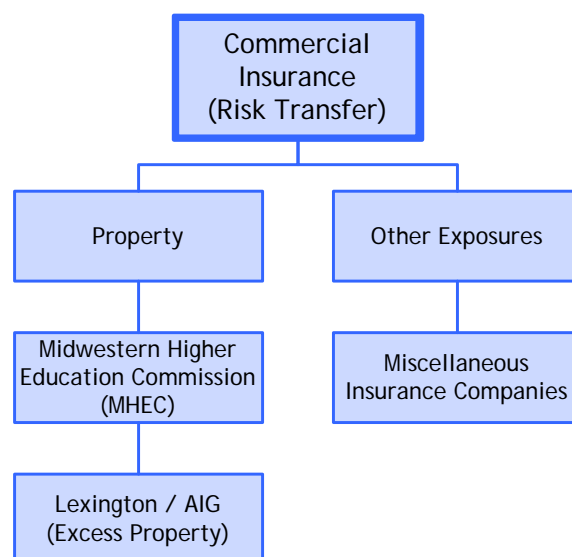 Commercial
Insurance
(Risk Transfer)
Property
Other Exposures
Midwestern Higher
Education Commission
(MHEC)
Miscellaneous
Insurance Companies
Lexington / AIG
(Excess Property)